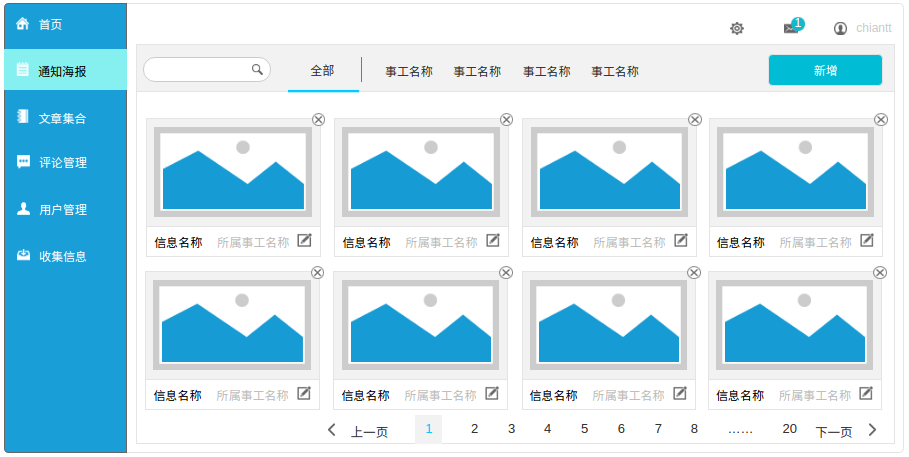 首页
通知海报
文章集合
评论管理
用户管理
收集信息
1
chiantt
全部 事工名称 事工名称 事工名称 事工名称 新增
信息名称 所属事工名称 信息名称 所属事工名称 信息名称 所属事工名称 信息名称 所属事工名称
信息名称 所属事工名称 信息名称 所属事工名称 信息名称 所属事工名称 信息名称 所属事工名称
上一页 1 2 3 4 5 6 7 8 …… 20 下一页